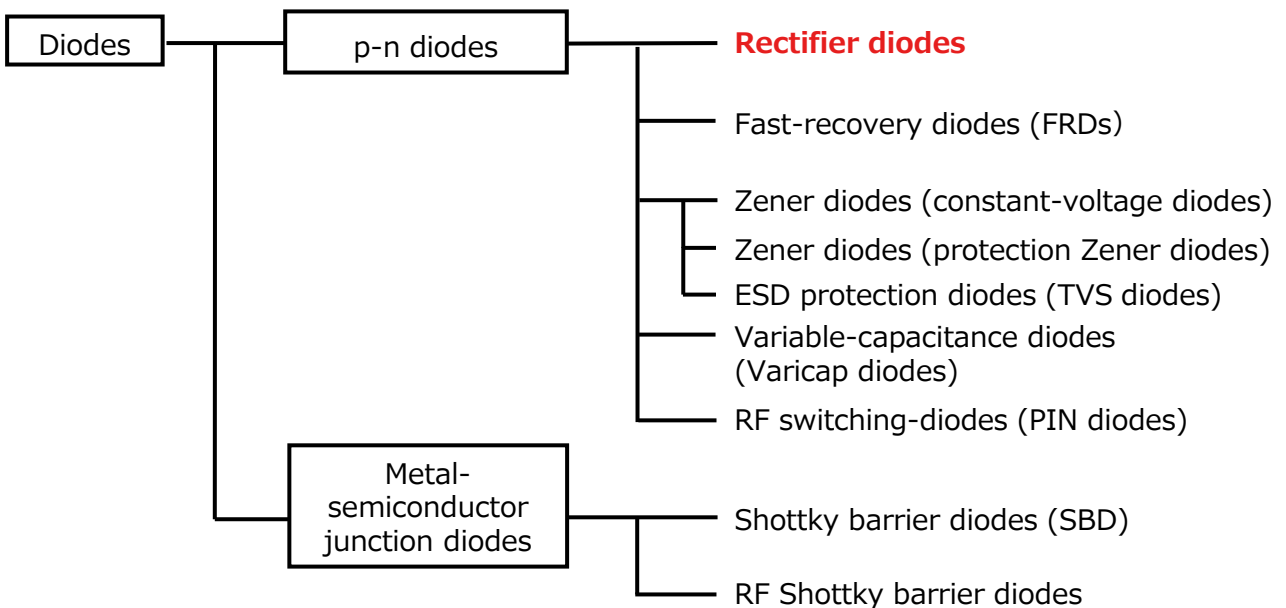 Diodes
p-n diodes
Rectifier diodes
Fast-recovery diodes (FRDs）
Zener diodes (constant-voltage diodes)
Zener diodes (protection Zener diodes)
ESD protection diodes (TVS diodes)
Variable-capacitance diodes
(Varicap diodes)
RF switching-diodes (PIN diodes)
Metal-
semiconductor
junction diodes
Shottky barrier diodes (SBD)
RF Shottky barrier diodes